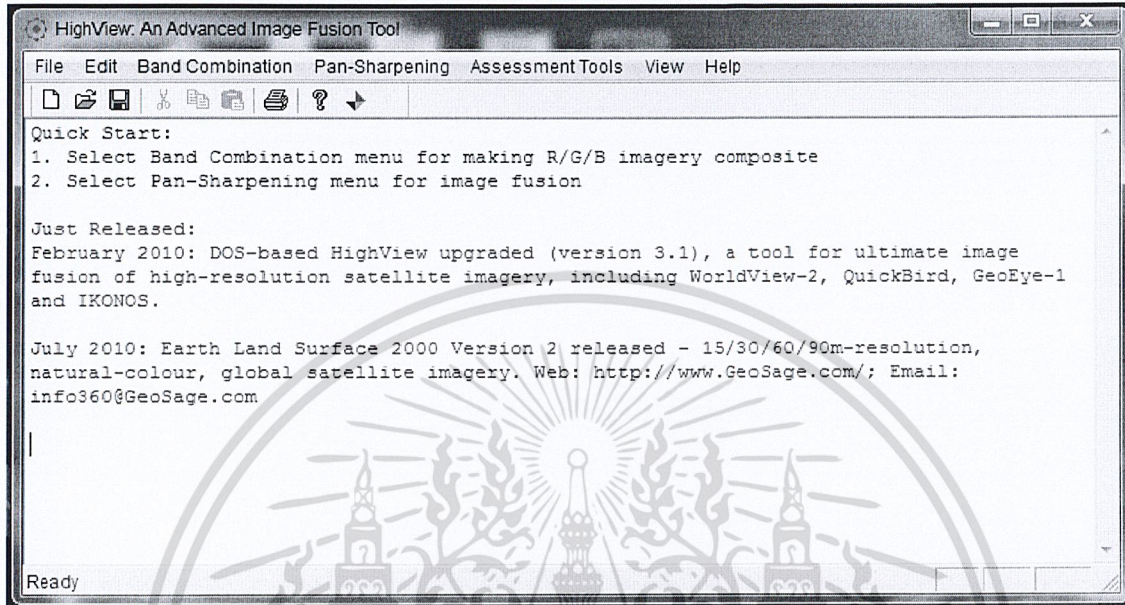 HighView: An Advanced Image Fusion Tool
File Edit Band Combination Pan-Sharpening Assessment Tools View Help
Quick Start:
1. Select Band Combination menu for making R/G/B imagery composite
2. Select Pan-Sharpening menu for image fusion
Just Released:
February 2010: DOS-based HighView upgraded (version 3.1), a tool for ultimate image
fusion of high-resolution satellite imagery, including WorldView-2, QuickBird, GeoEye-1
and IKONOS.
July 2010: Earth Land Surface 2000 Version 2 released - 15/30/60/90m-resolution,
natural-colour, global satellite imagery. Web: http://www.GeoSage.com/; Email:
info360@GeoSage.com
Ready